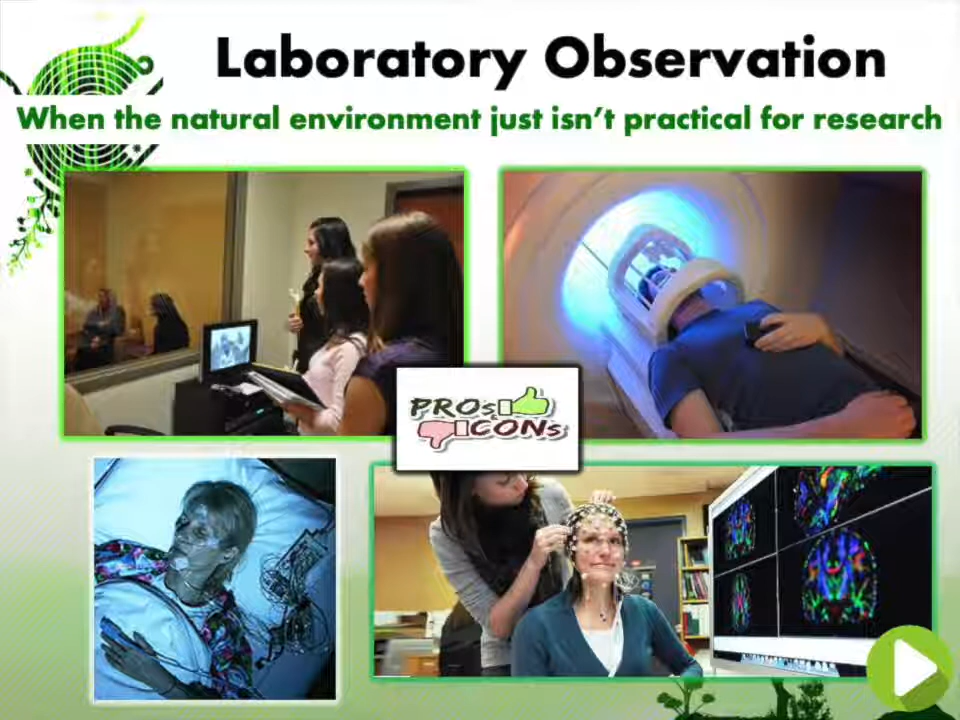 Laboratory Observation
When the natural environment just isn't practical for research
PROs
& CONs